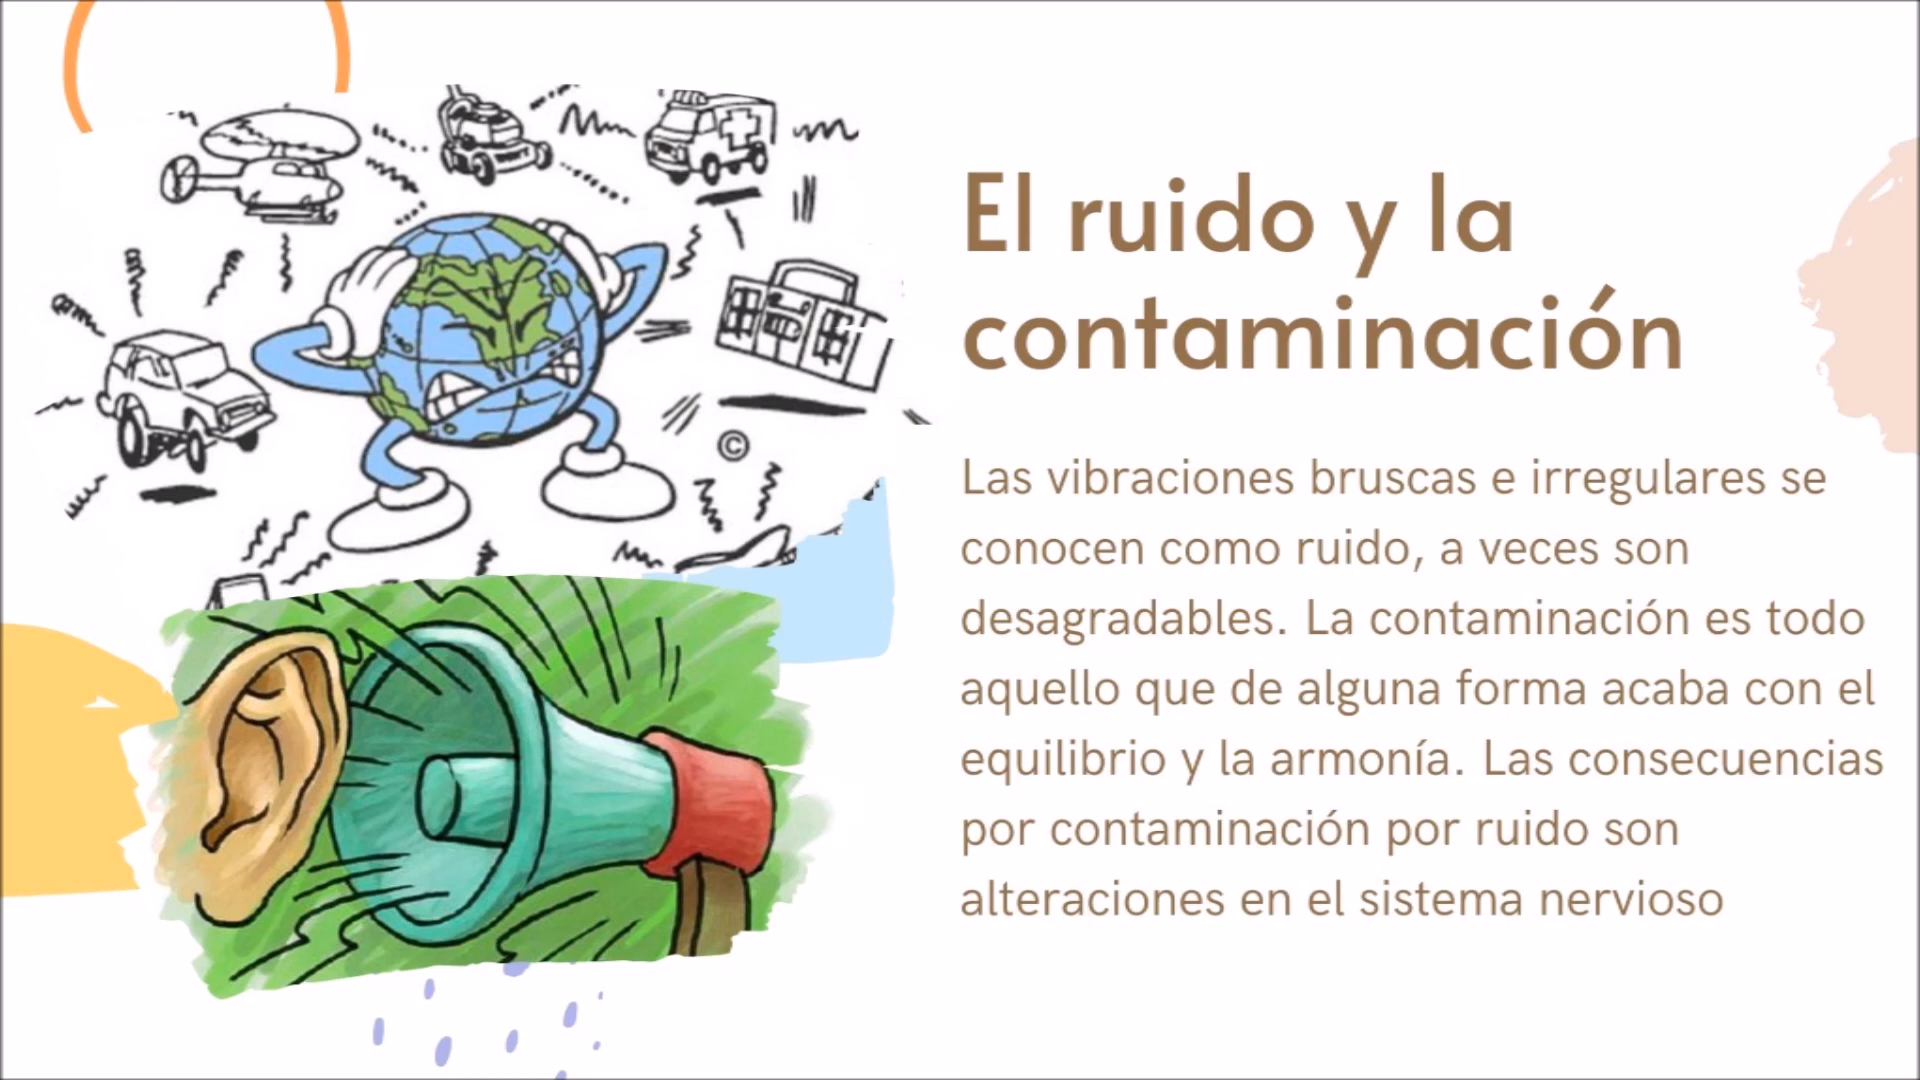 El ruido y la
contaminación
Las vibraciones bruscas e irregulares se
conocen como ruido, a veces son
desagradables. La contaminación es todo
aquello que de alguna forma acaba con el
equilibrio y la armonía. Las consecuencias
por contaminación por ruido son
alteraciones en el sistema nervioso
©